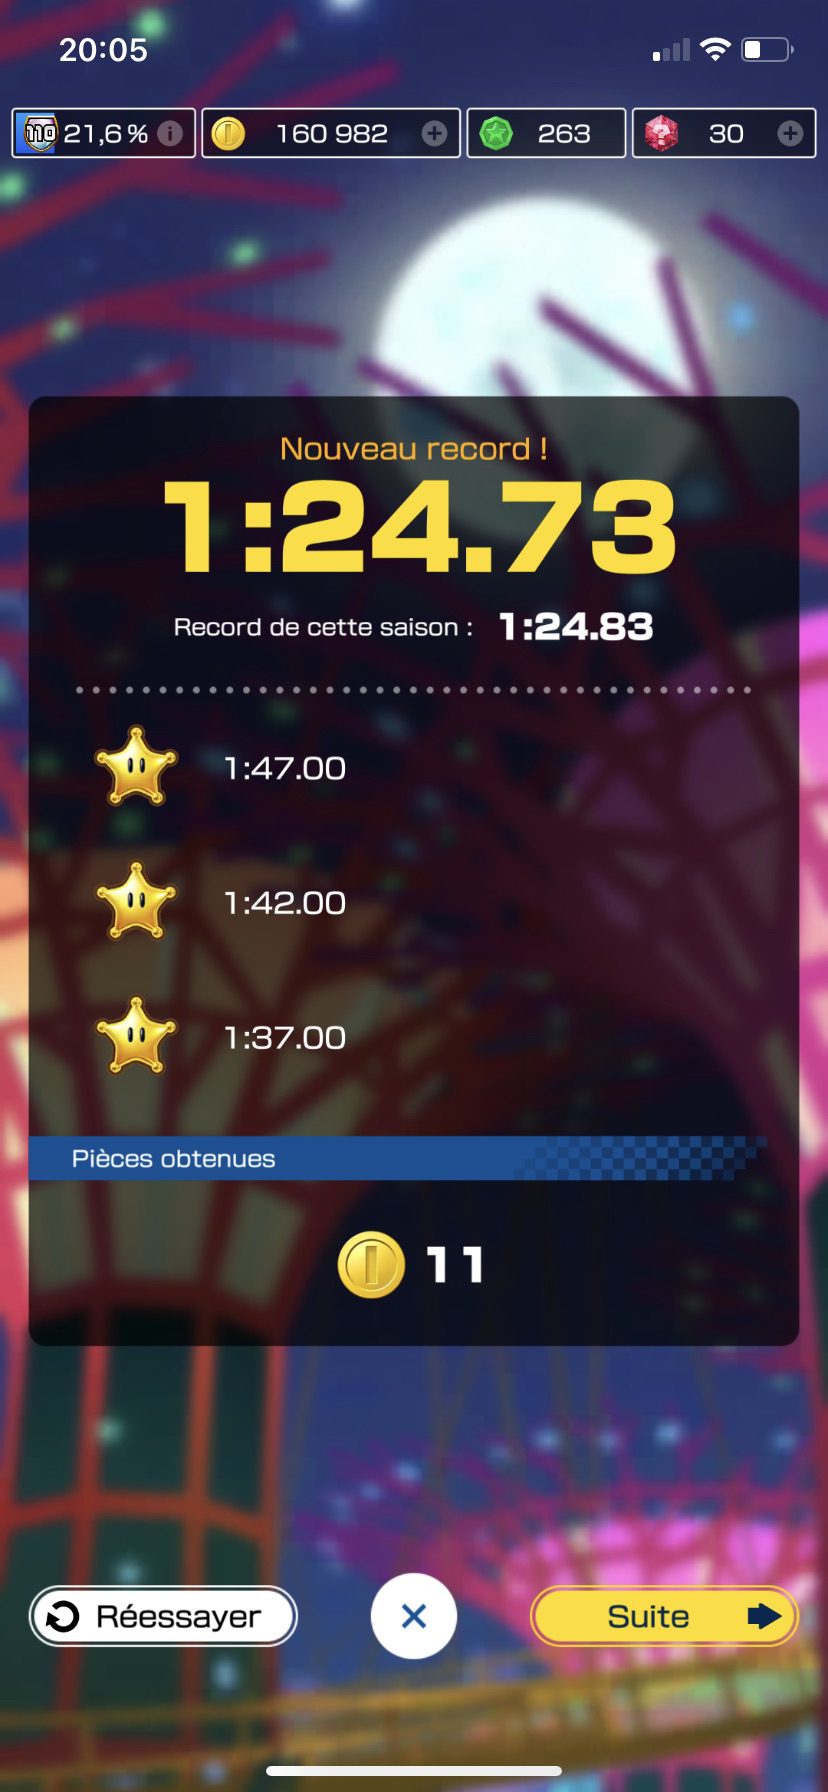 20:05
110 21,6 % i
160 982 +
263
30 +
Nouveau record !
1:24.73
Record de cette saison : 1:24.83
1:47.00
1:42.00
1:37.00
Pièces obtenues
11
Réessayer
×
Suite